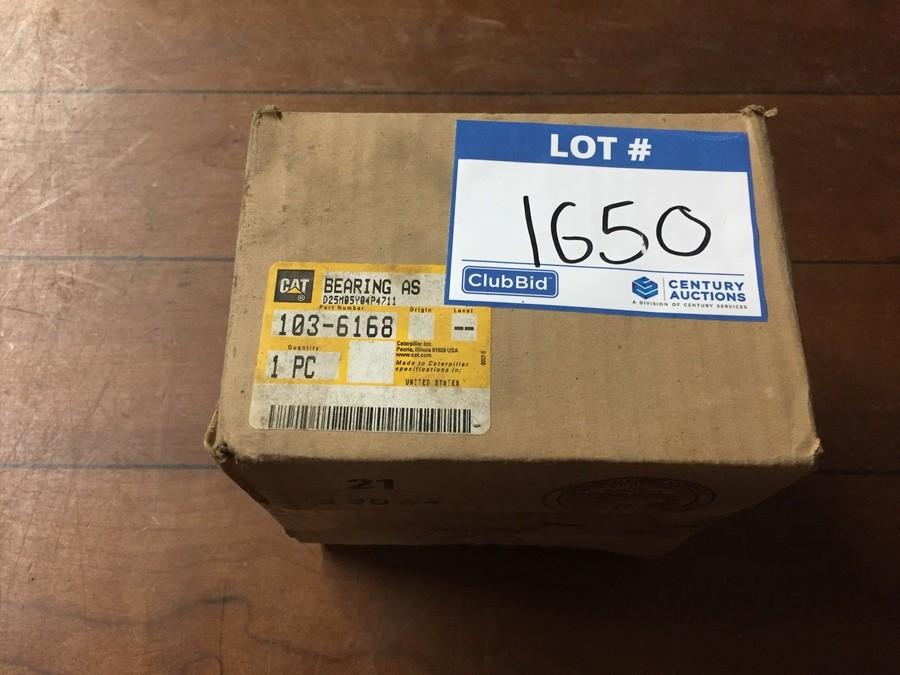 LOT #
1650
ClubBid
CENTURY
AUCTIONS
A DIVISION OF CENTURY SERVICES
CAT
®
BEARING AS
D25M05Y04P4711
Part Number
Origin
Level
103-6168
--
Quantity
1 PC
Caterpillar Inc.
Peoria, Illinois 61629 USA
www.cat.com
Made to Caterpillar
specifications in:
UNITED STATES
21